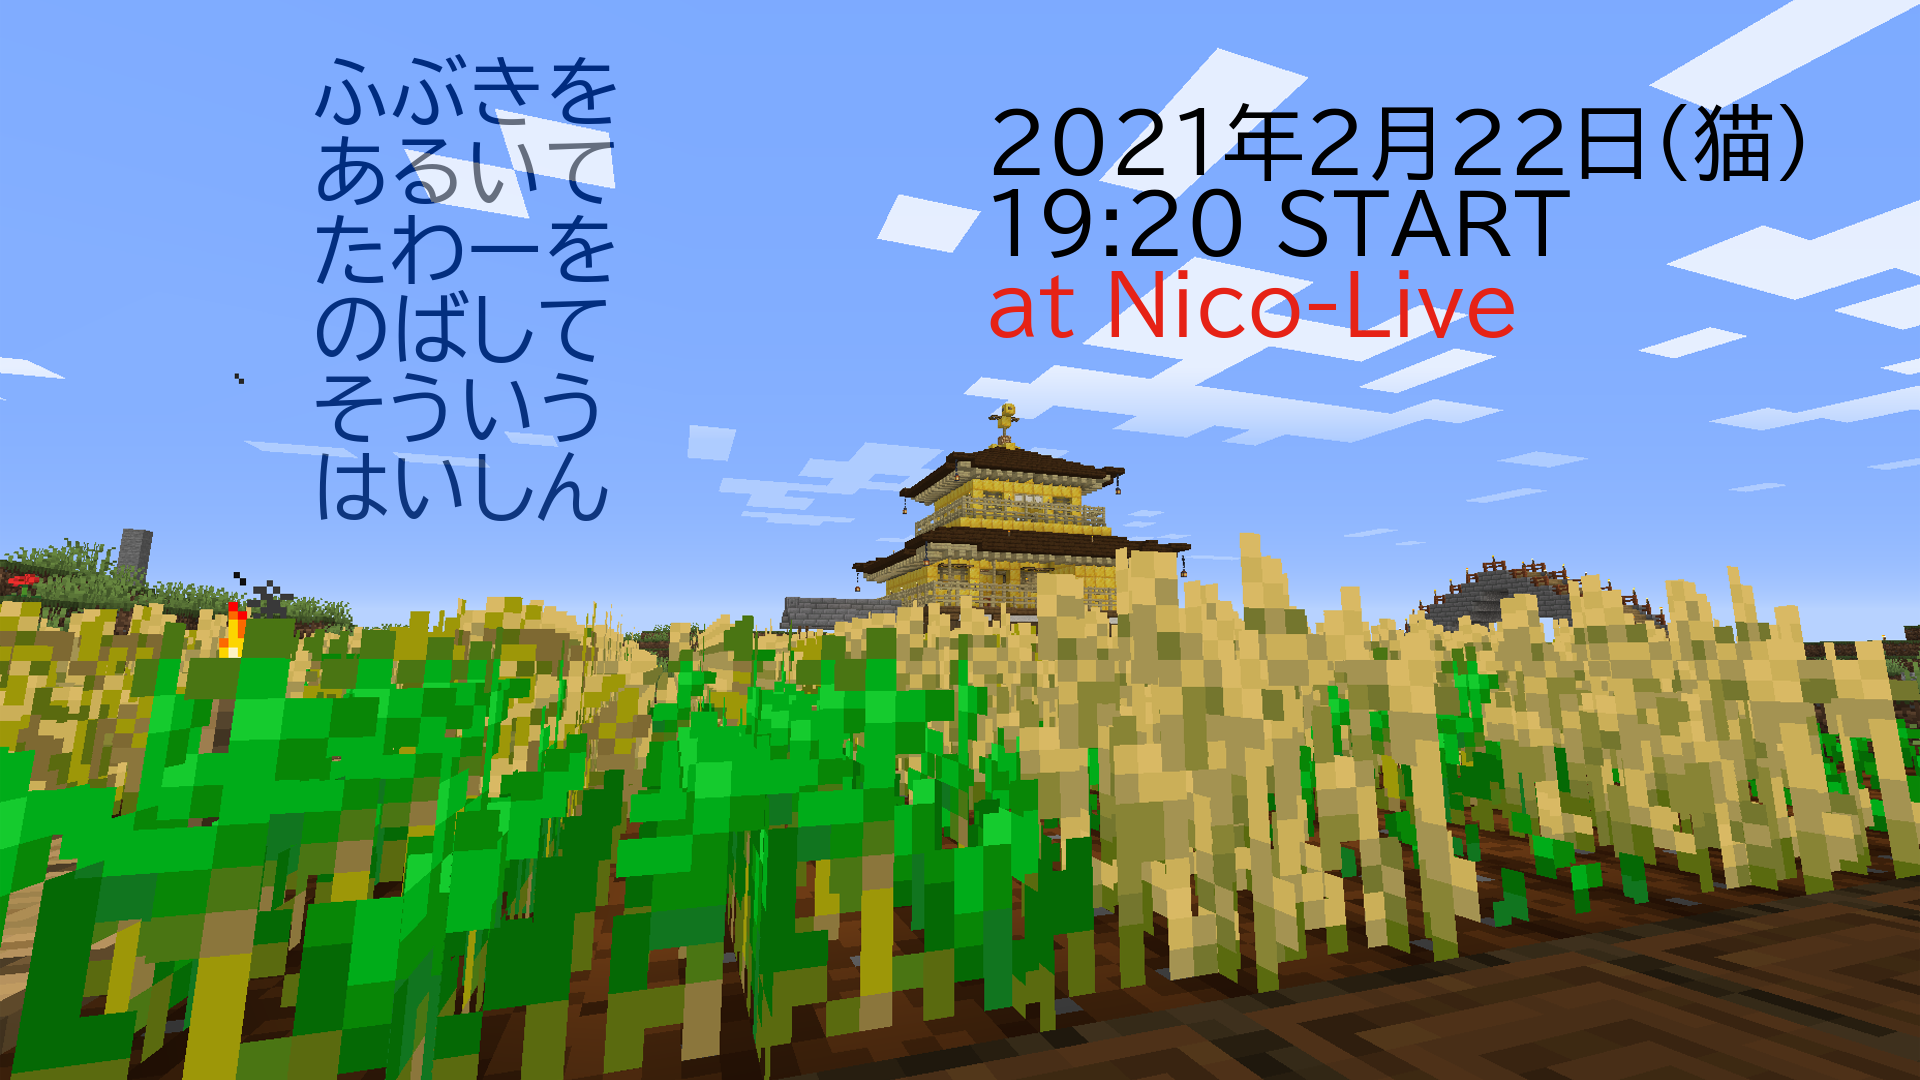 ふぶきを
あるいて
たわーを
のばして
そういう
はいしん
2021年2月22日(猫)
19:20 START
at Nico-Live